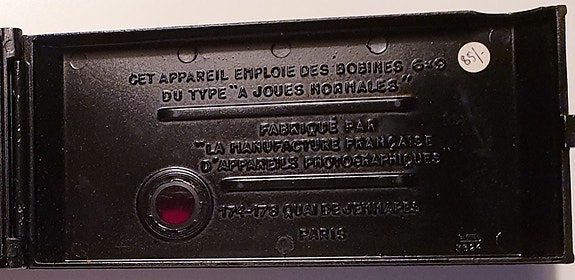 CET APPAREIL EMPLOIE DES BOBINES 6x9
DU TYPE "A JOUES NORMALES"
FABRIQUÉ PAR
"LA MANUFACTURE FRANÇAISE
D'APPAREILS PHOTOGRAPHIQUES"
174-178 QUAI DE JEMMAPES
PARIS
85/-